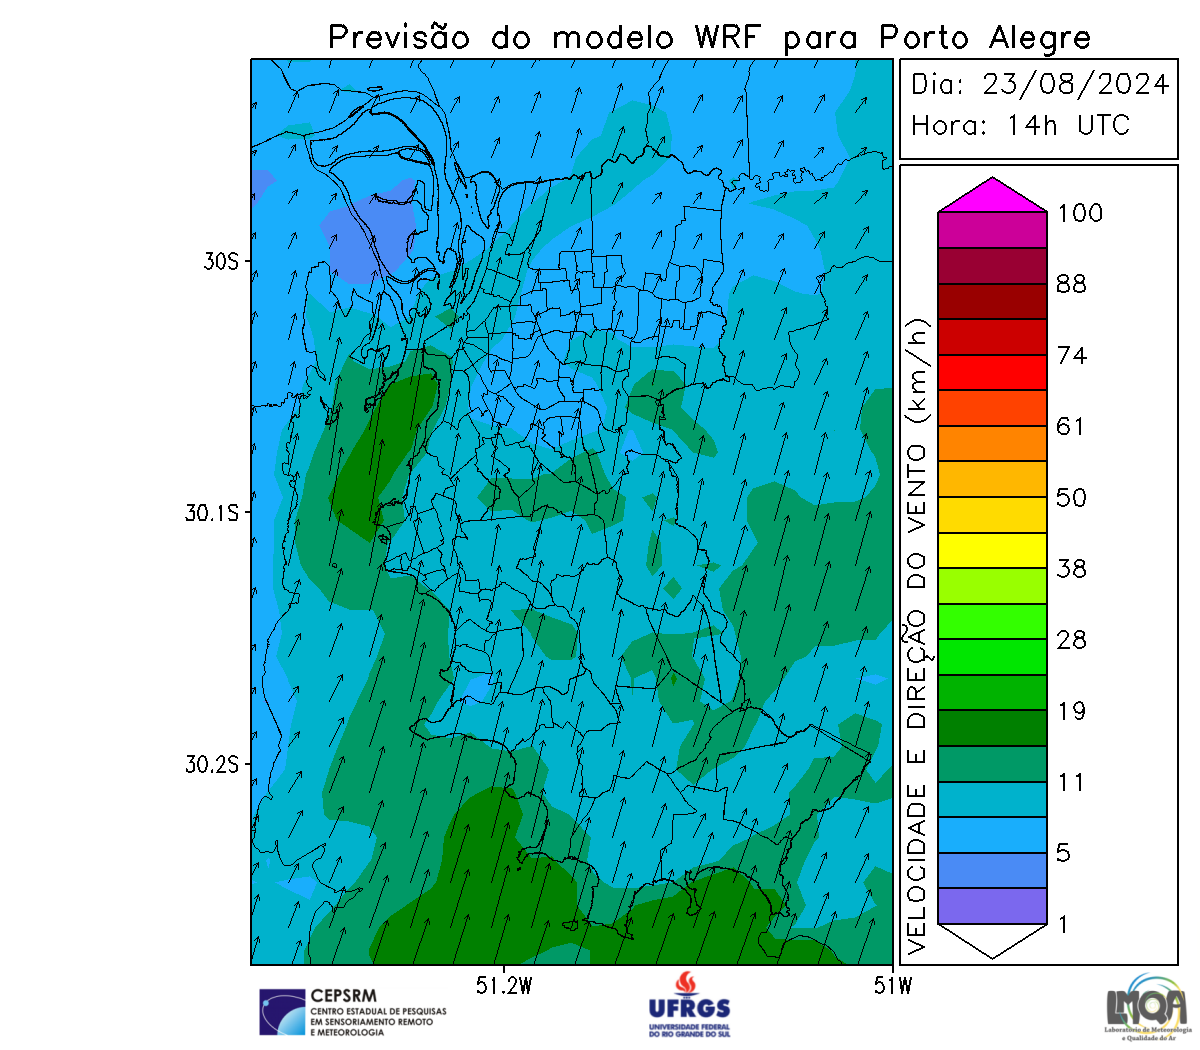 Previsão do modelo WRF para Porto Alegre
Dia: 23/08/2024
Hora: 14h UTC
30S
30.1S
30.2S
51.2W
51W
VELOCIDADE E DIREÇÃO DO VENTO (km/h)
100
88
74
61
50
38
28
19
11
5
1
CEPSRM
CENTRO ESTADUAL DE PESQUISAS
EM SENSORIAMENTO REMOTO
E METEOROLOGIA
UFRGS
UNIVERSIDADE FEDERAL
DO RIO GRANDE DO SUL
LMQA
Laboratório de Meteorologia
e Qualidade do Ar